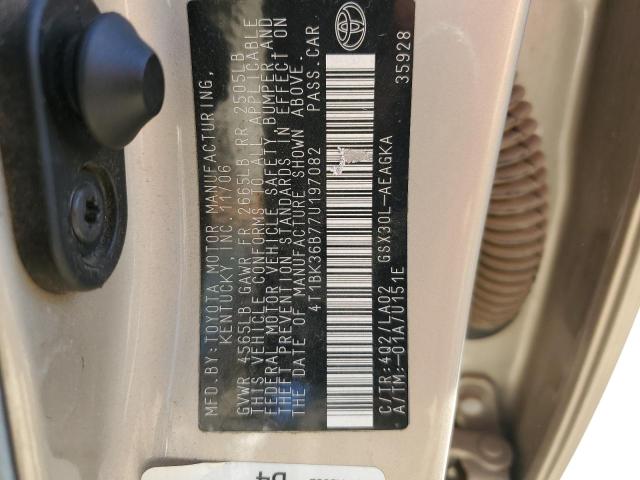 MFD.BY:TOYOTA MOTOR MANUFACTURING,
KENTUCKY, INC. 11/06
GVWR 4565LB GAWR FR 2665LB RR 2505LB
THIS VEHICLE CONFORMS TO ALL APPLICABLE
FEDERAL MOTOR VEHICLE SAFETY, BUMPER, AND
THEFT PREVENTION STANDARDS IN EFFECT ON
THE DATE OF MANUFACTURE SHOWN ABOVE.
4T1BK36B77U197082 PASS.CAR
C/TR:4Q2/LA02 GSX30L-AEAGKA 35928
A/TM:-01A/U151E
D4